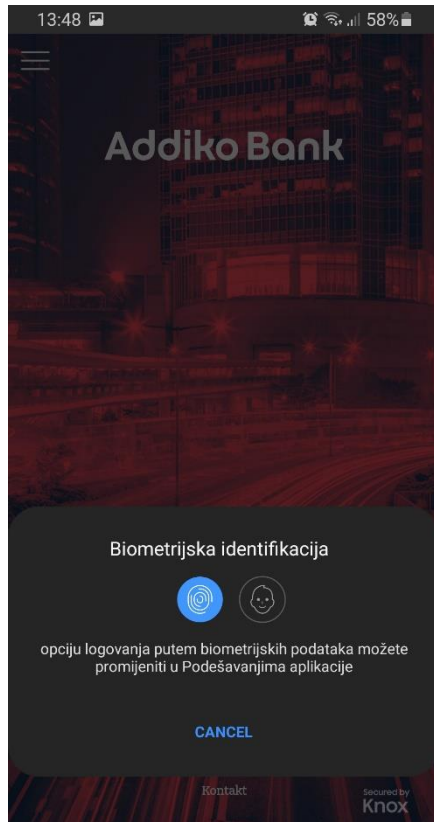 13:48 58%
Addiko Bank
Biometrijska identifikacija
opciju logovanja putem biometrijskih podataka možete
promijeniti u Podešavanjima aplikacije
CANCEL
Kontakt
Secured by
Knox